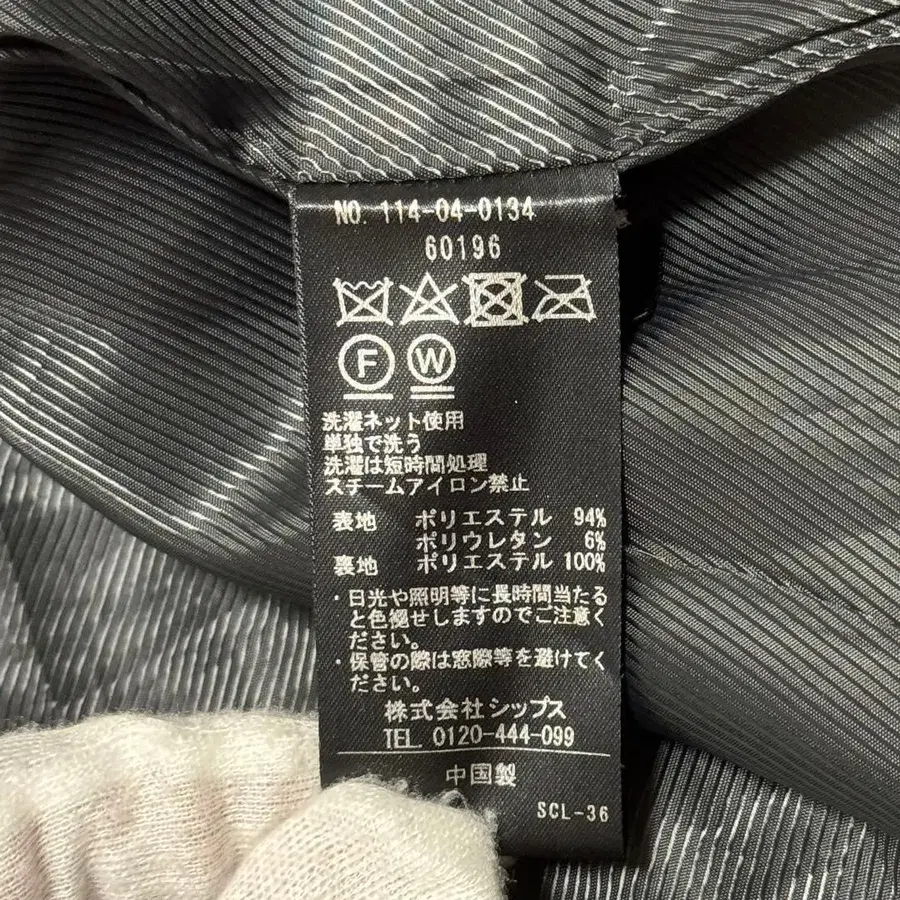 NO. 114-04-0134
60196
F W
洗濯ネット使用
単独で洗う
洗濯は短時間処理
スチームアイロン禁止
表地 ポリエステル 94%
ポリウレタン 6%
裏地 ポリエステル 100%
・日光や照明等に長時間当たる
と色褪せしますのでご注意く
ださい。
・保管の際は窓際等を避けてく
ださい。
株式会社シップス
TEL. 0120-444-099
中国製
SCL-36